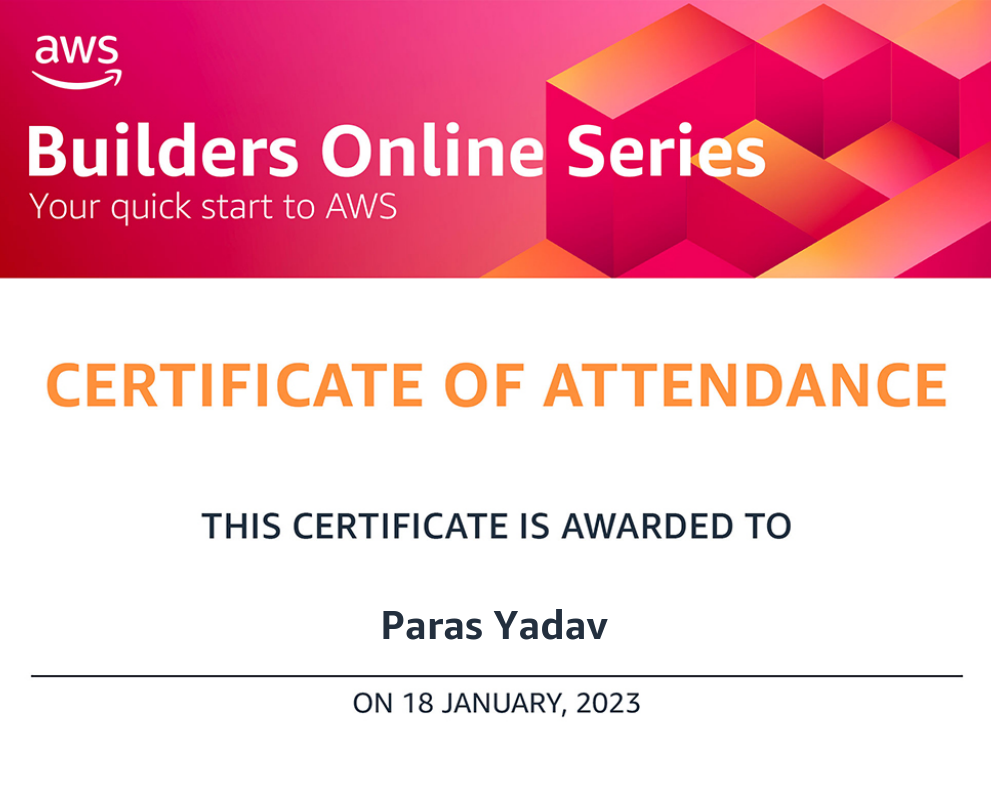 aws
Builders Online Series
Your quick start to AWS
CERTIFICATE OF ATTENDANCE
THIS CERTIFICATE IS AWARDED TO
Paras Yadav
ON 18 JANUARY, 2023